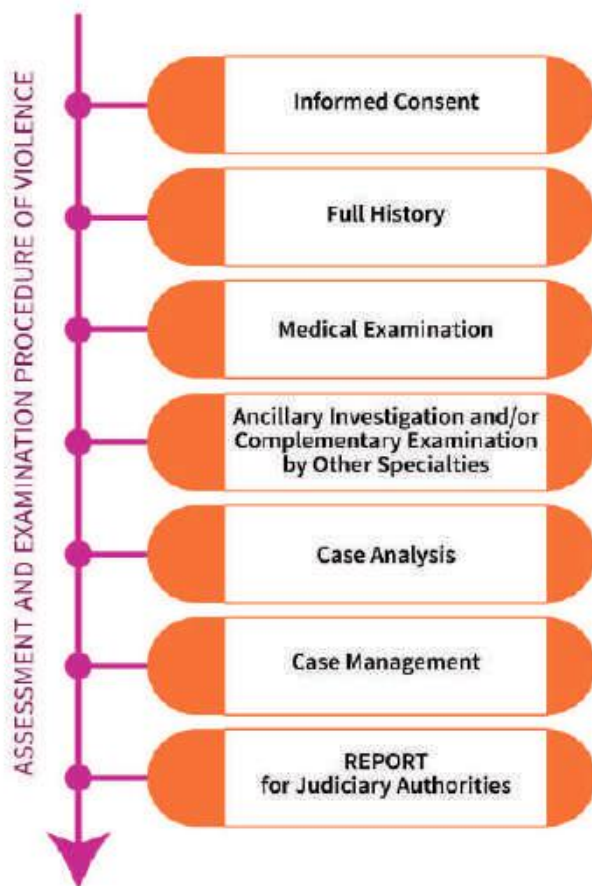 ASSESSMENT AND EXAMINATION PROCEDURE OF VIOLENCE
Informed Consent
Full History
Medical Examination
Ancillary Investigation and/or
Complementary Examination
by Other Specialties
Case Analysis
Case Management
REPORT
for Judiciary Authorities